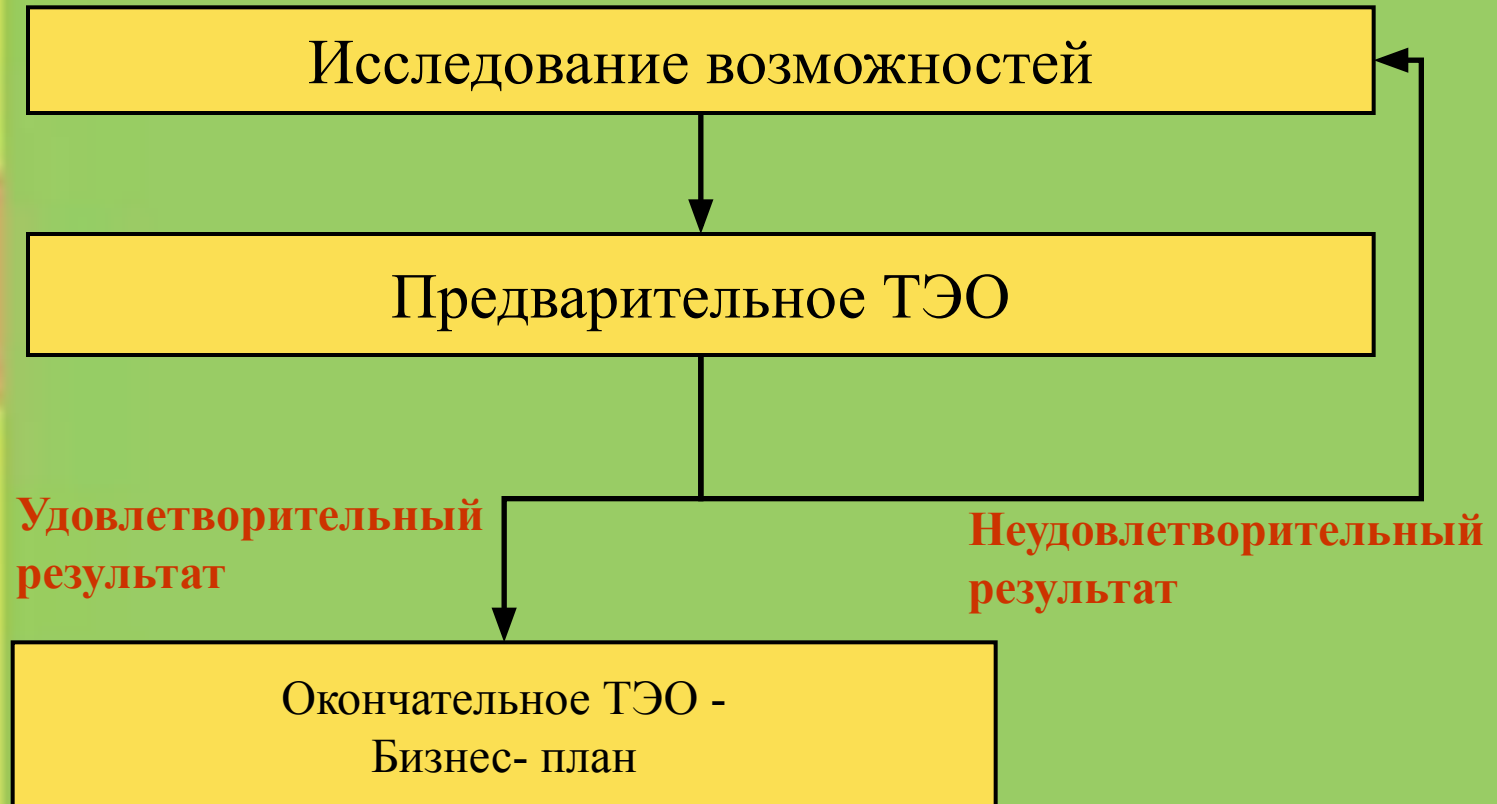 Исследование возможностей
Предварительное ТЭО
Удовлетворительный
результат
Неудовлетворительный
результат
Окончательное ТЭО -
Бизнес- план